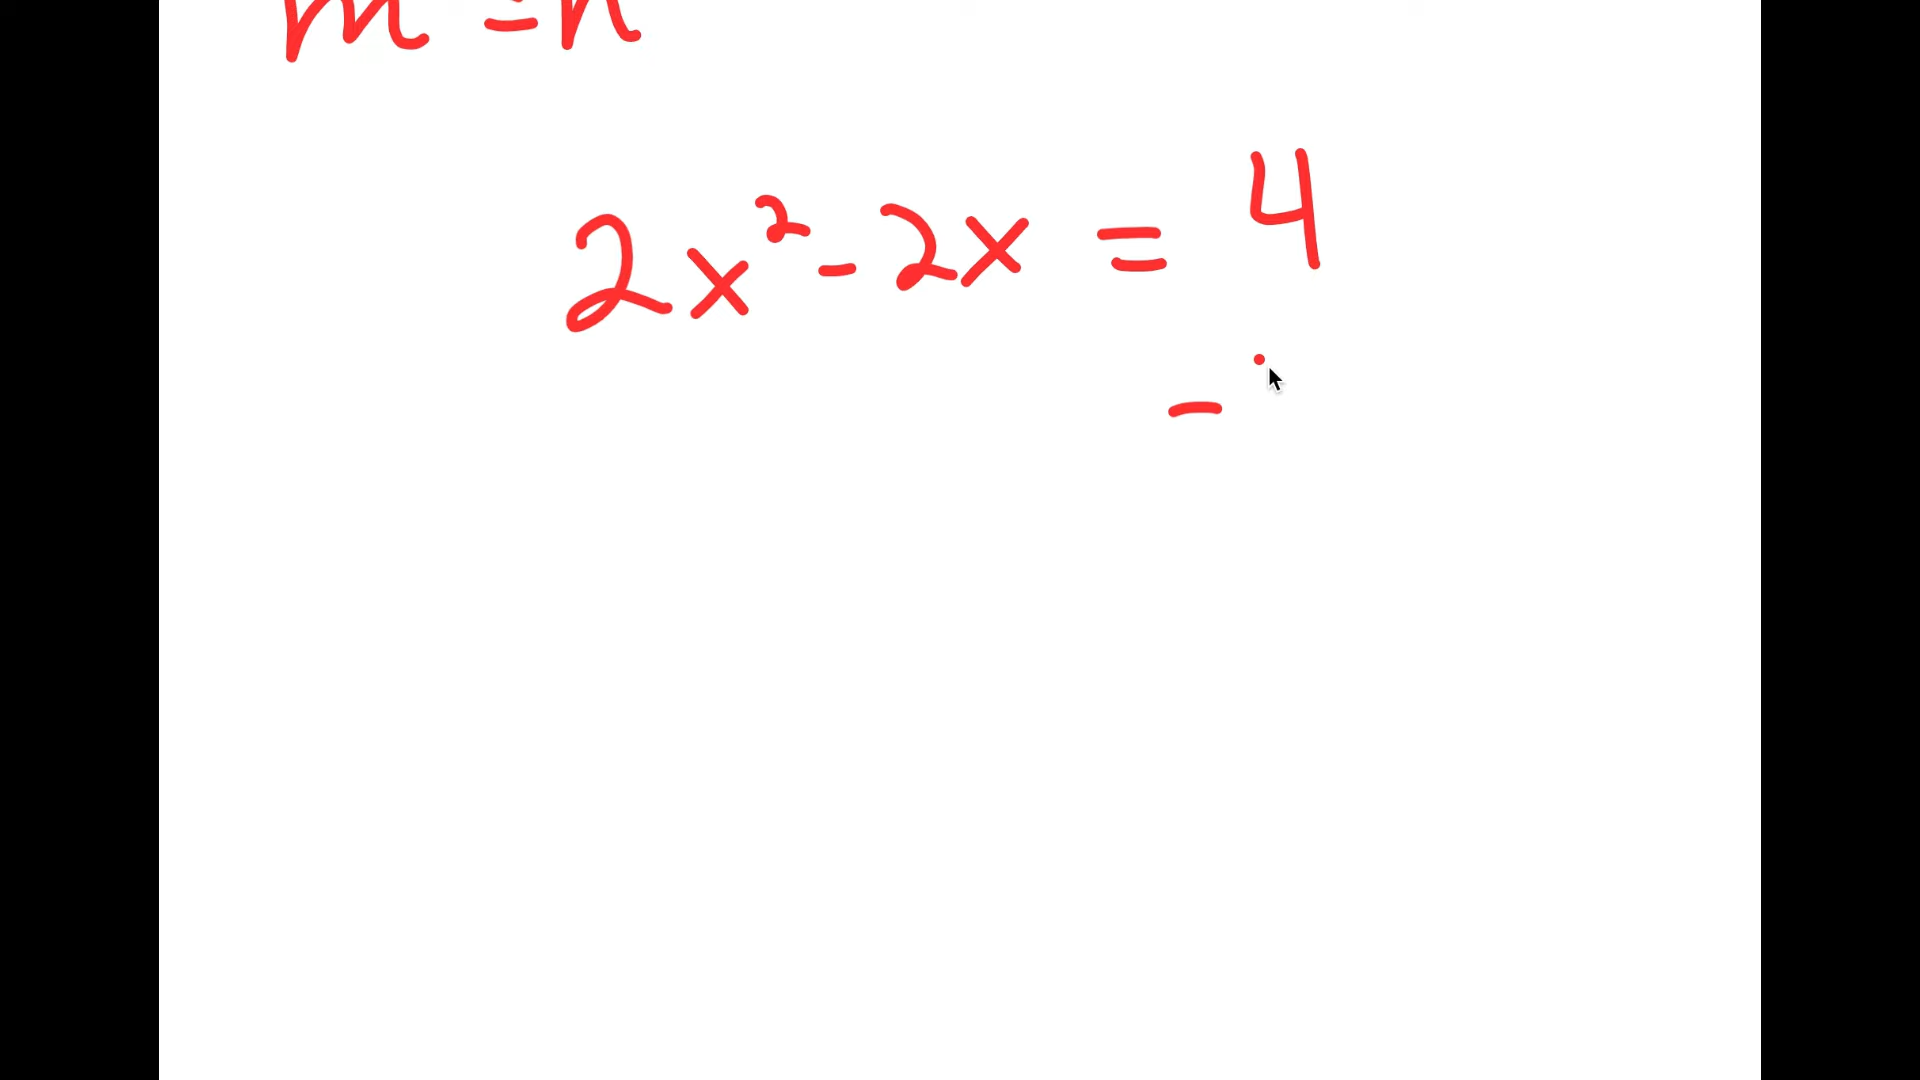 m = n
2x² - 2x = 4
-